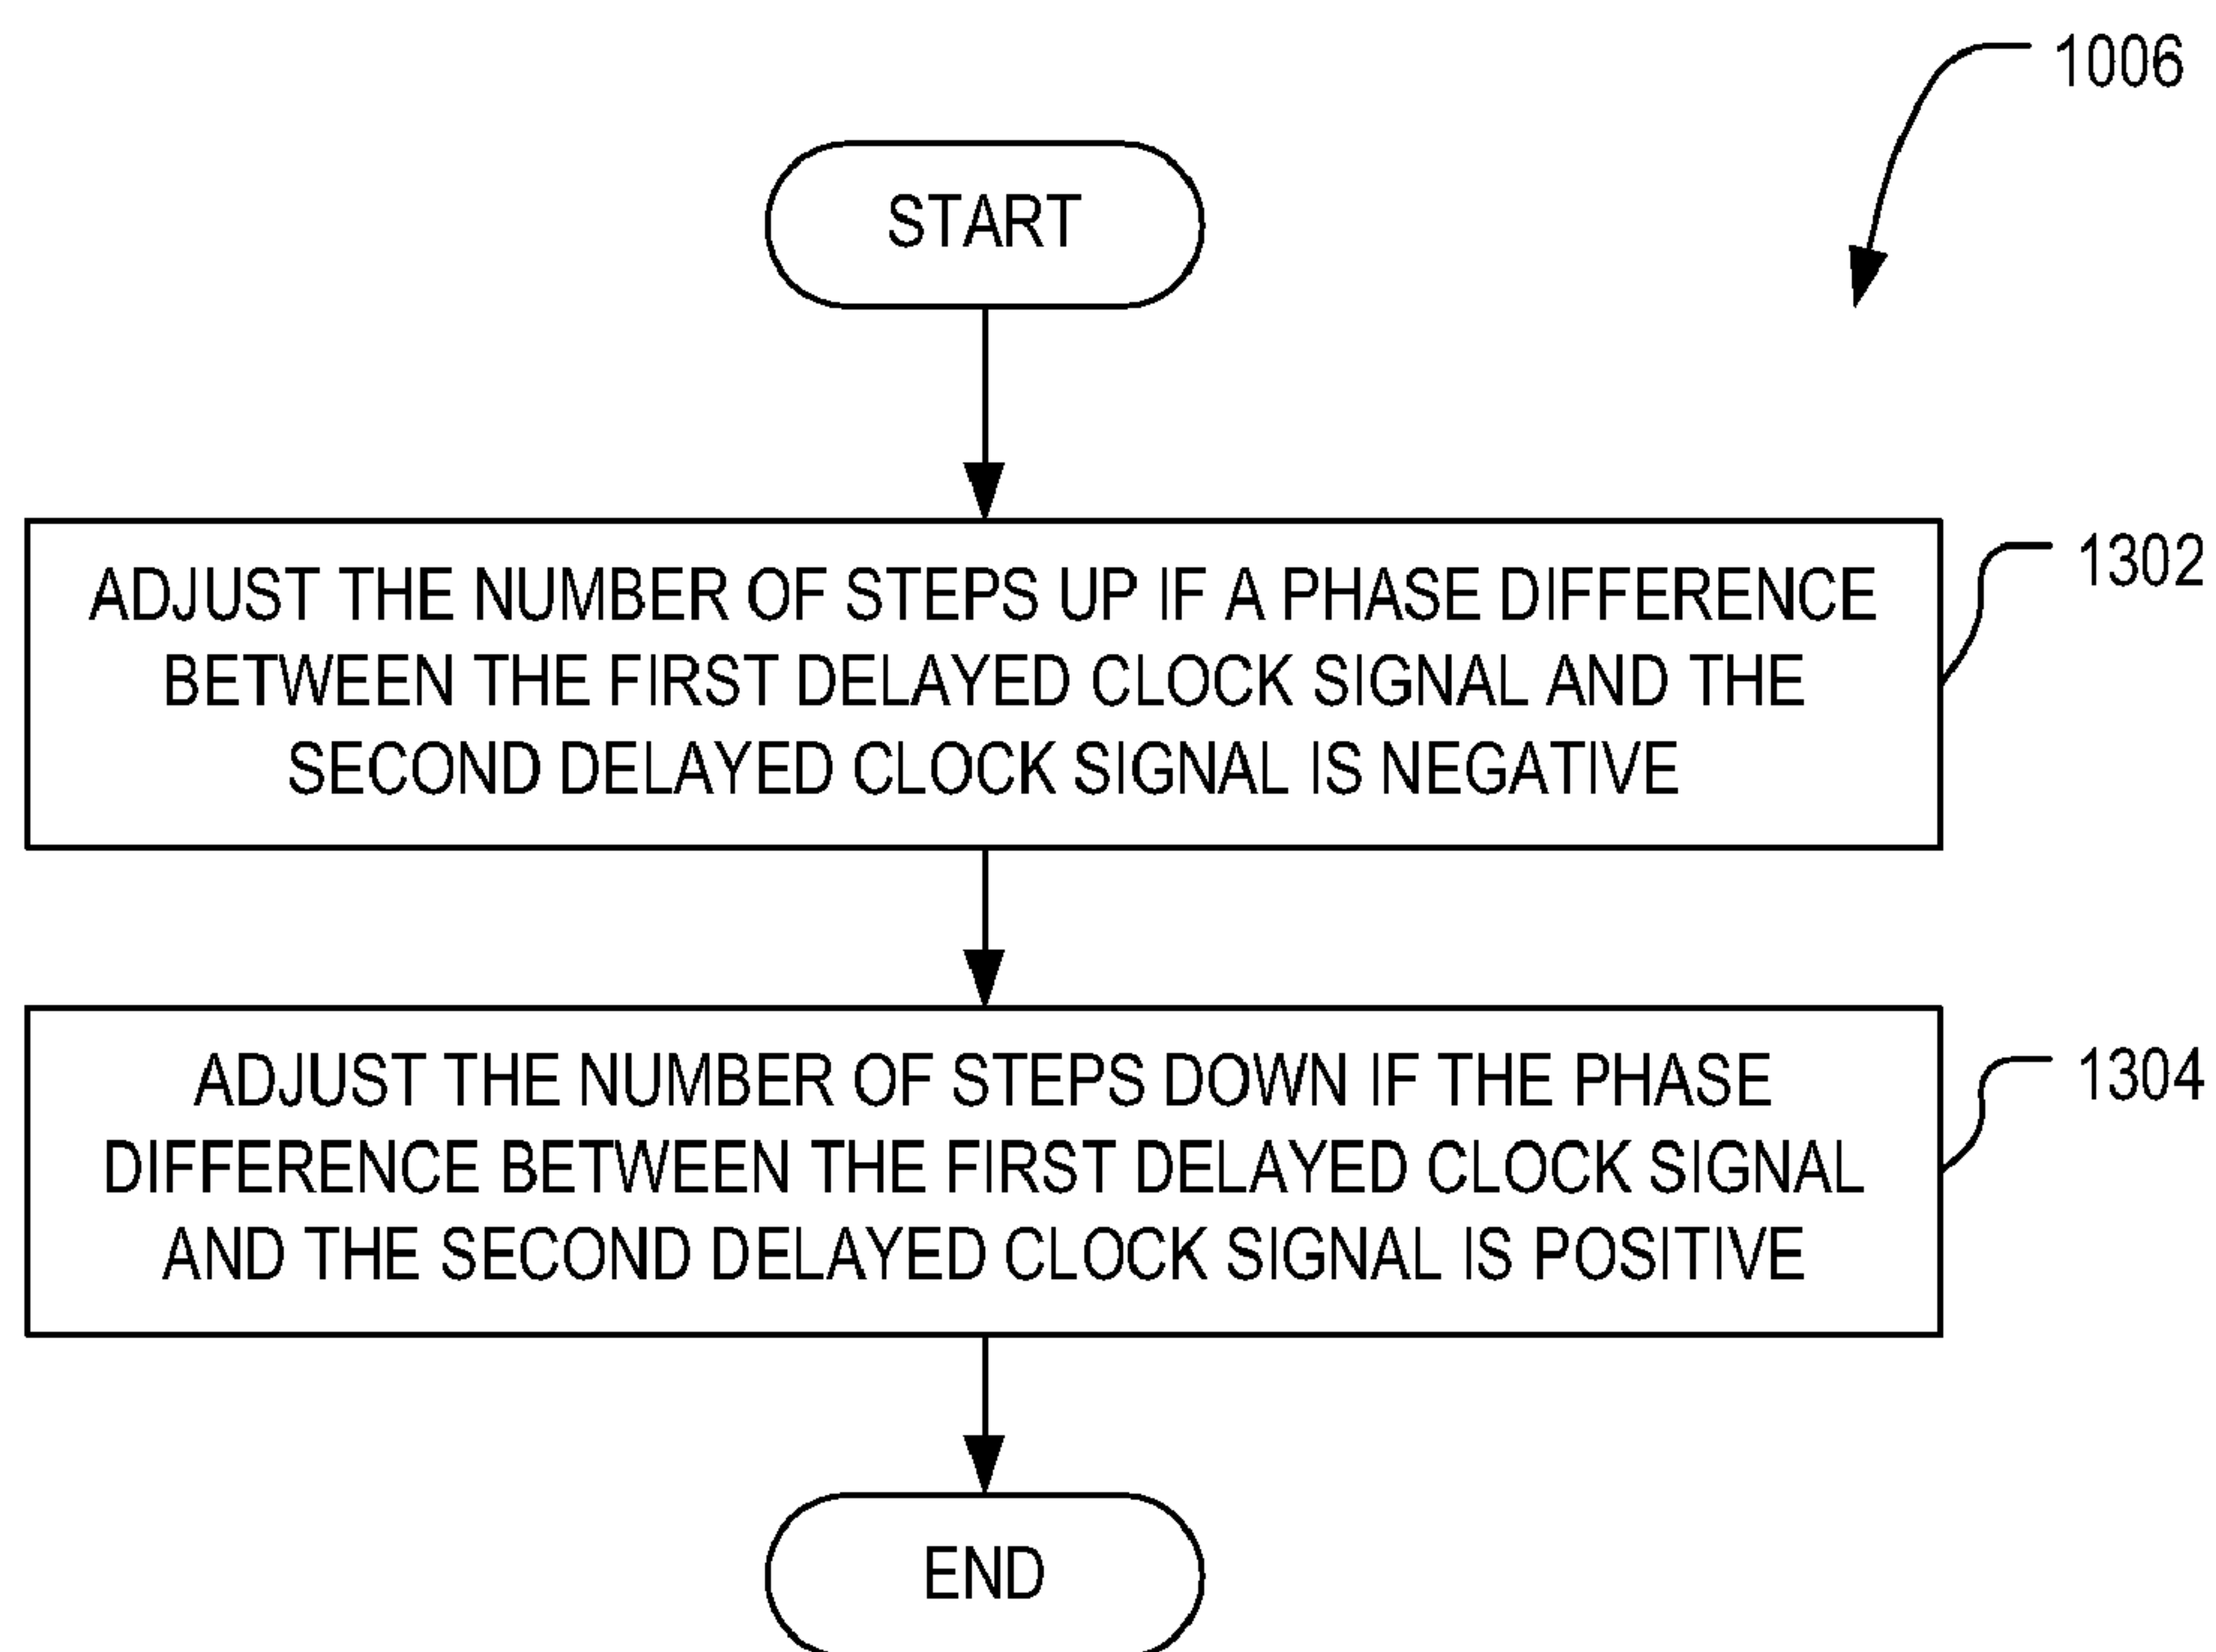 1006
START
ADJUST THE NUMBER OF STEPS UP IF A PHASE DIFFERENCE
BETWEEN THE FIRST DELAYED CLOCK SIGNAL AND THE
SECOND DELAYED CLOCK SIGNAL IS NEGATIVE
1302
ADJUST THE NUMBER OF STEPS DOWN IF THE PHASE
DIFFERENCE BETWEEN THE FIRST DELAYED CLOCK SIGNAL
AND THE SECOND DELAYED CLOCK SIGNAL IS POSITIVE
1304
END